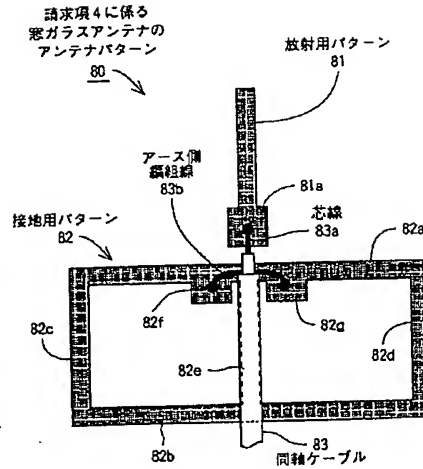 請求項4に係る
窓ガラスアンテナの
アンテナパターン
80
放射用パターン
81
アース側
編組線
83b
81a
芯線
83a
接地用パターン
82
82a
82f
82g
82c
82d
82e
82b
83
同軸ケーブル